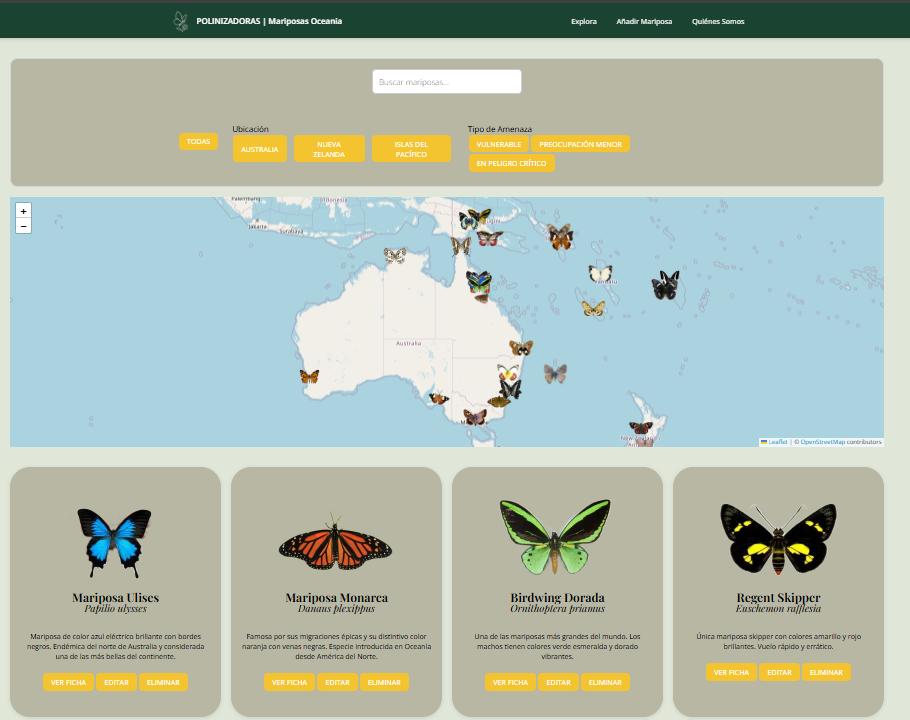 POLINIZADORAS | Mariposas Oceanía
Explora
Añadir Mariposa
Quiénes Somos
Buscar mariposas...
TODAS
Ubicación
AUSTRALIA
NUEVA
ZELANDA
ISLAS DEL
PACÍFICO
Tipo de Amenaza
VULNERABLE
PREOCUPACIÓN MENOR
EN PELIGRO CRÍTICO
+
−
Jakarta
Surabaya
Australia
Leaflet | © OpenStreetMap contributors
Mariposa Ulises
Papilio ulysses
Mariposa de color azul eléctrico brillante con bordes
negros. Endémica del norte de Australia y considerada
una de las más bellas del continente.
VER FICHA
EDITAR
ELIMINAR
Mariposa Monarca
Danaus plexippus
Famosa por sus migraciones épicas y su distintivo color
naranja con venas negras. Especie introducida en Oceanía
desde América del Norte.
VER FICHA
EDITAR
ELIMINAR
Birdwing Dorada
Ornithoptera priamus
Una de las mariposas más grandes del mundo. Los
machos tienen colores verde esmeralda y dorado
vibrantes.
VER FICHA
EDITAR
ELIMINAR
Regent Skipper
Euschemon rafflesia
Única mariposa skipper con colores amarillo y rojo
brillantes. Vuelo rápido y errático.
VER FICHA
EDITAR
ELIMINAR